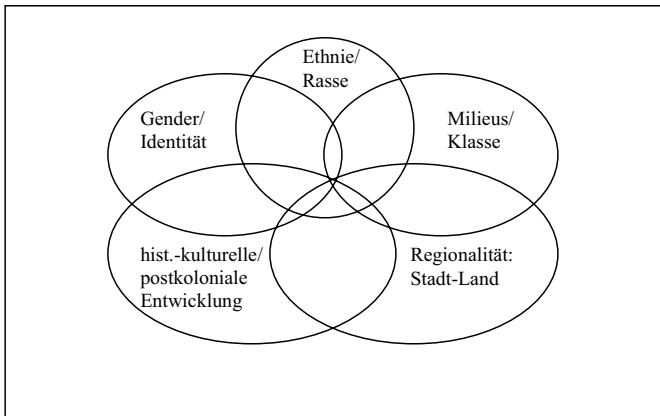 Ethnie/
Rasse
Gender/
Identität
Milieus/
Klasse
hist.-kulturelle/
postkoloniale
Entwicklung
Regionalität:
Stadt-Land